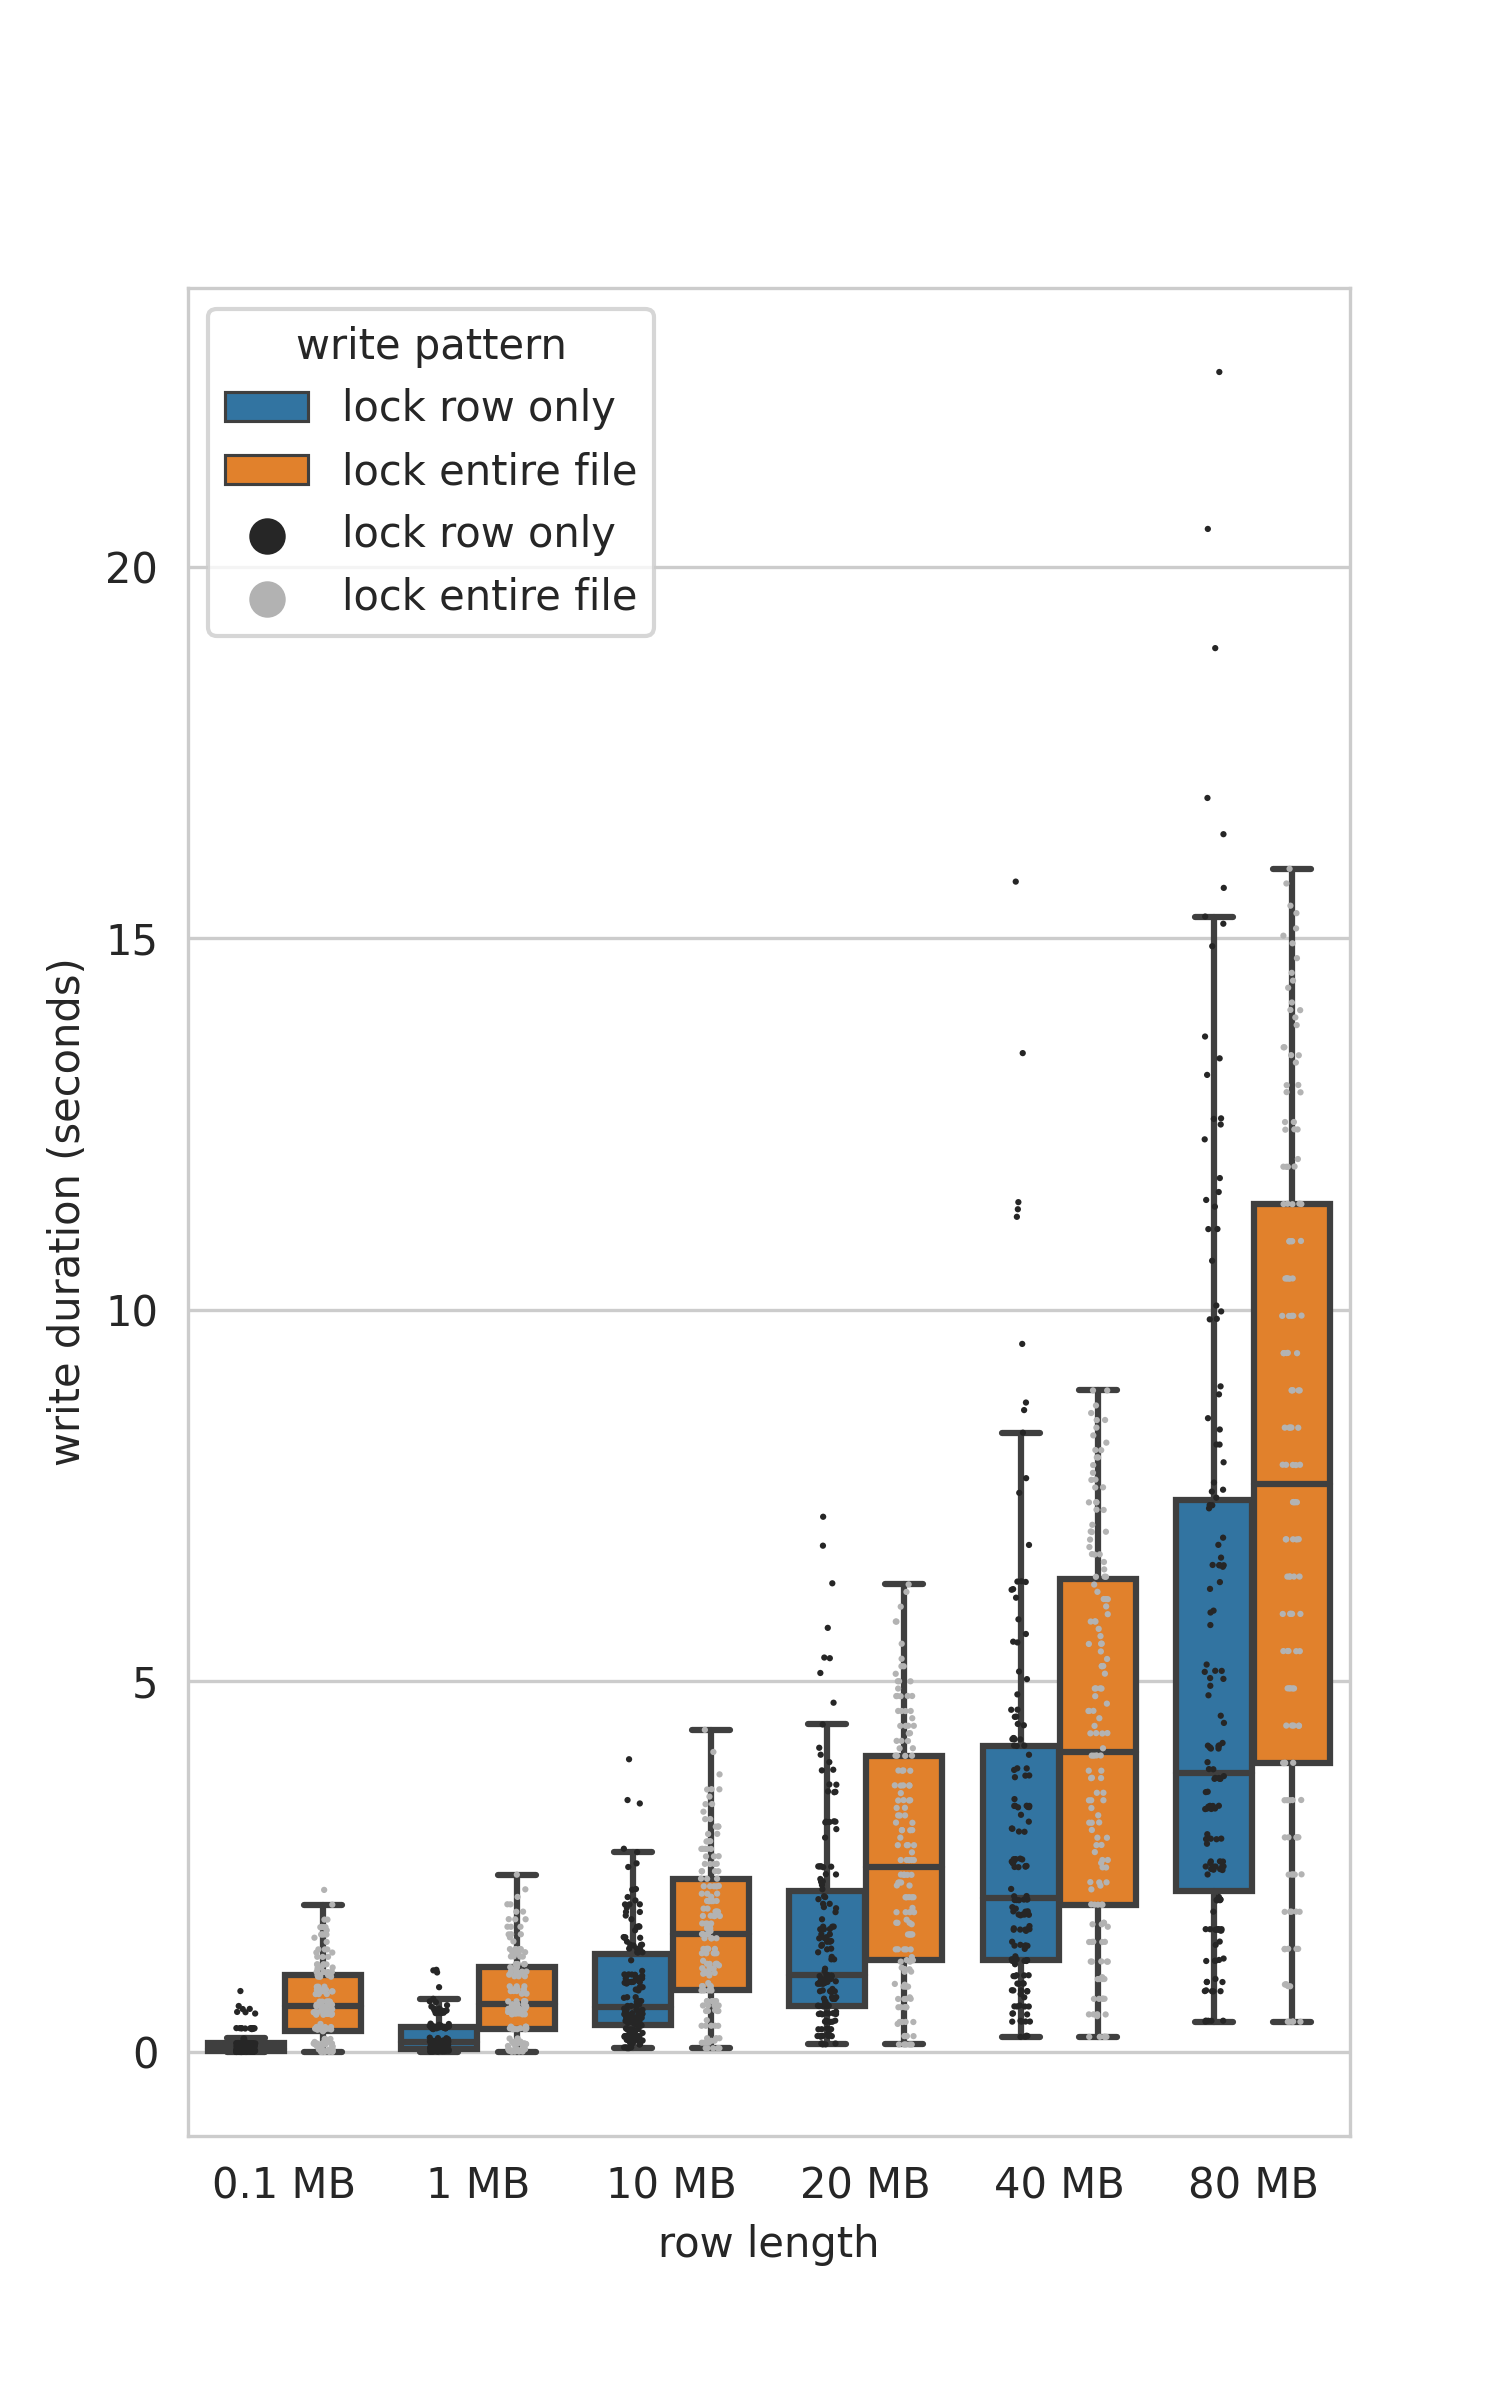 write pattern
lock row only
lock entire file
lock row only
lock entire file
20
15
10
5
0
write duration (seconds)
0.1 MB 1 MB 10 MB 20 MB 40 MB 80 MB
row length